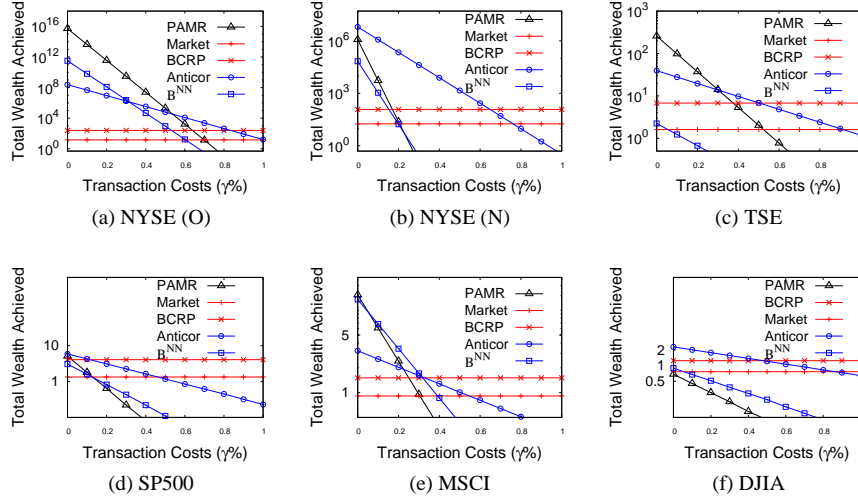 Total Wealth Achieved
10^16
10^12
10^8
10^4
10^0
PAMR
Market
BCRP
Anticor
B^NN
0 0.2 0.4 0.6 0.8 1
Transaction Costs (γ%)
(a) NYSE (O)
Total Wealth Achieved
10^6
10^4
10^2
10^0
PAMR
Market
BCRP
Anticor
B^NN
0 0.2 0.4 0.6 0.8 1
Transaction Costs (γ%)
(b) NYSE (N)
Total Wealth Achieved
10^3
10^2
10^1
10^0
PAMR
BCRP
Market
Anticor
B^NN
0 0.2 0.4 0.6 0.8 1
Transaction Costs (γ%)
(c) TSE
Total Wealth Achieved
10
1
PAMR
Market
BCRP
Anticor
B^NN
0 0.2 0.4 0.6 0.8 1
Transaction Costs (γ%)
(d) SP500
Total Wealth Achieved
5
1
PAMR
Market
BCRP
Anticor
B^NN
0 0.2 0.4 0.6 0.8 1
Transaction Costs (γ%)
(e) MSCI
Total Wealth Achieved
2
1
0.5
PAMR
BCRP
Market
Anticor
B^NN
0 0.2 0.4 0.6 0.8
Transaction Costs (γ%)
(f) DJIA